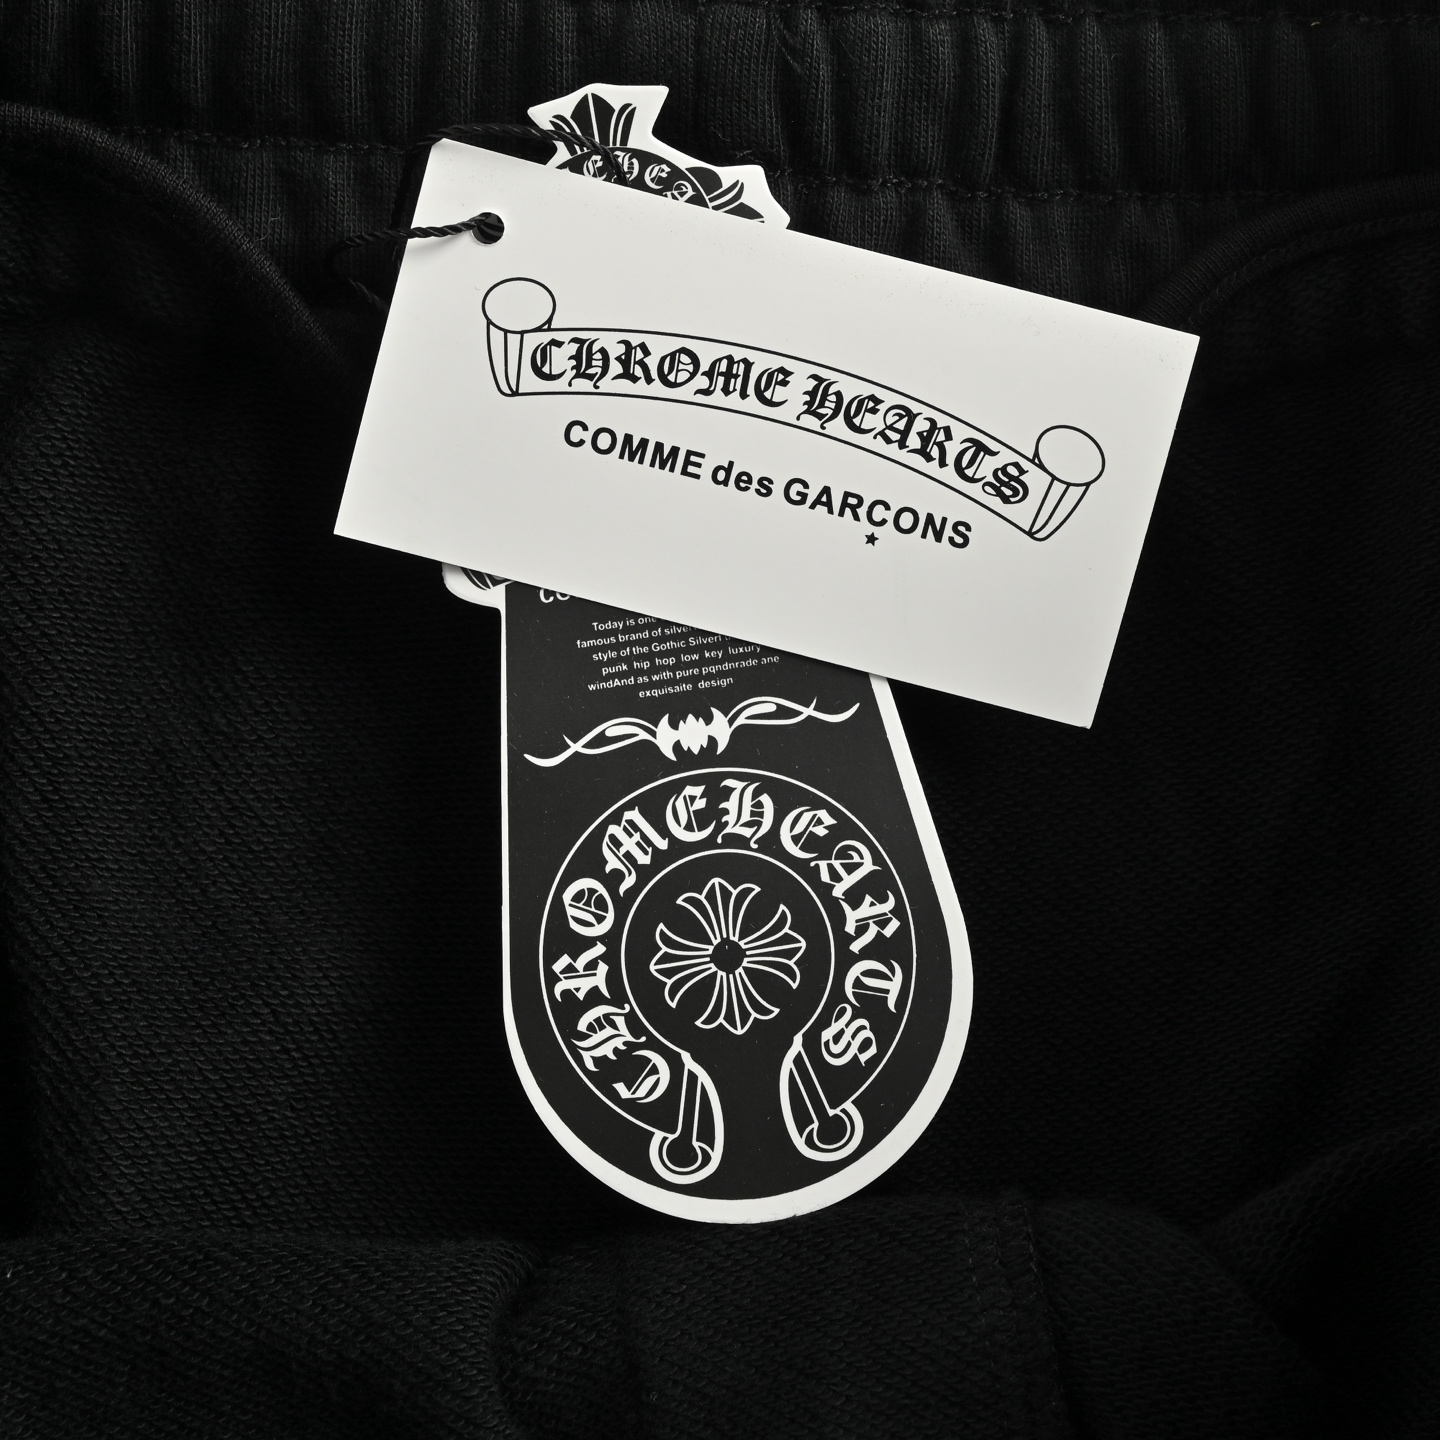 CHROME HEARTS
COMME des GARÇONS
Today is one
famous brand of silver
style of the Gothic Silverf
punk hip hop low key luxury
windAnd as with pure pqndnrade ane
exquisaite design
CHROMEHEARTS